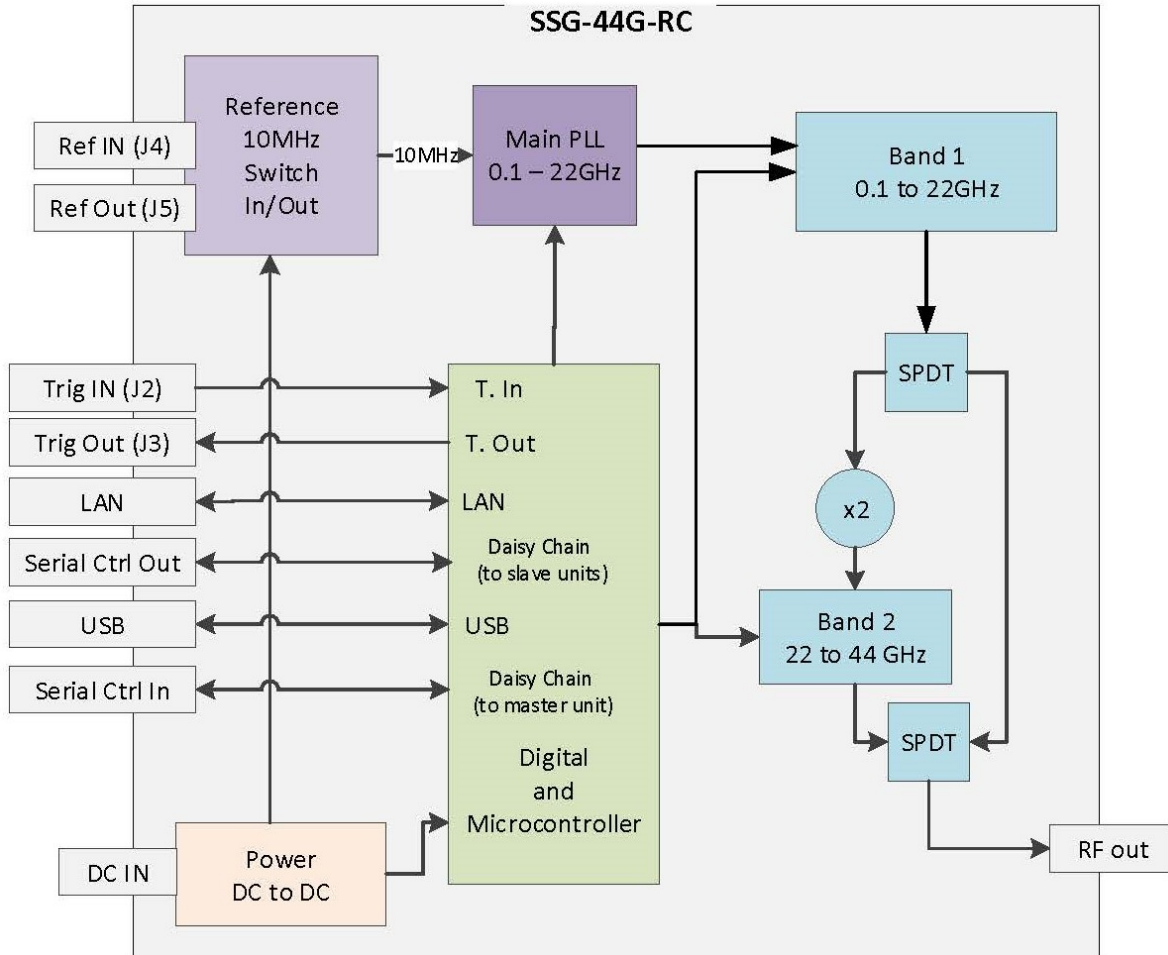 SSG-44G-RC
Ref IN (J4)
Ref Out (J5)
Reference
10MHz
Switch
In/Out
10MHz
Main PLL
0.1 – 22GHz
Band 1
0.1 to 22GHz
SPDT
x2
Band 2
22 to 44 GHz
SPDT
RF out
Trig IN (J2)
Trig Out (J3)
LAN
Serial Ctrl Out
USB
Serial Ctrl In
DC IN
T. In
T. Out
LAN
Daisy Chain
(to slave units)
USB
Daisy Chain
(to master unit)
Digital
and
Microcontroller
Power
DC to DC